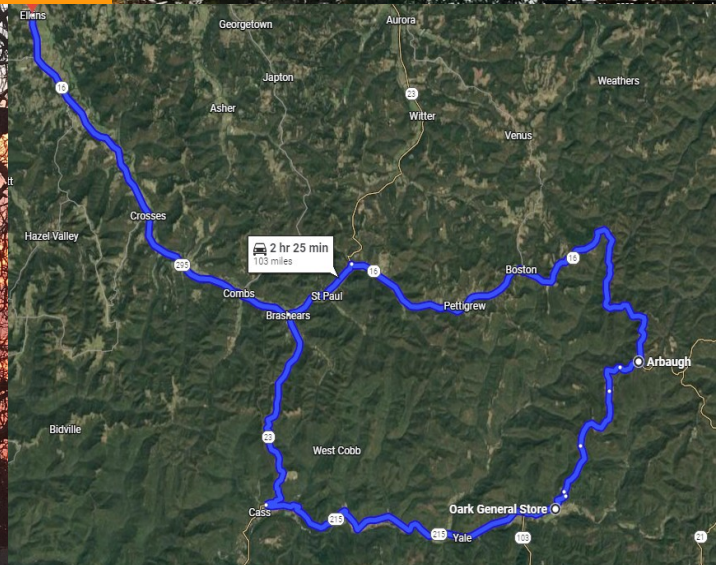 Elkins
Georgetown
Aurora
Japton
Weathers
16
23
Asher
Witter
Venus
Crosses
Hazel Valley
2 hr 25 min
103 miles
295
16
16
Boston
Combs
St Paul
Pettigrew
Brashears
Arbaugh
Bidville
23
West Cobb
Cass
Oark General Store
215
215
Yale
103
21